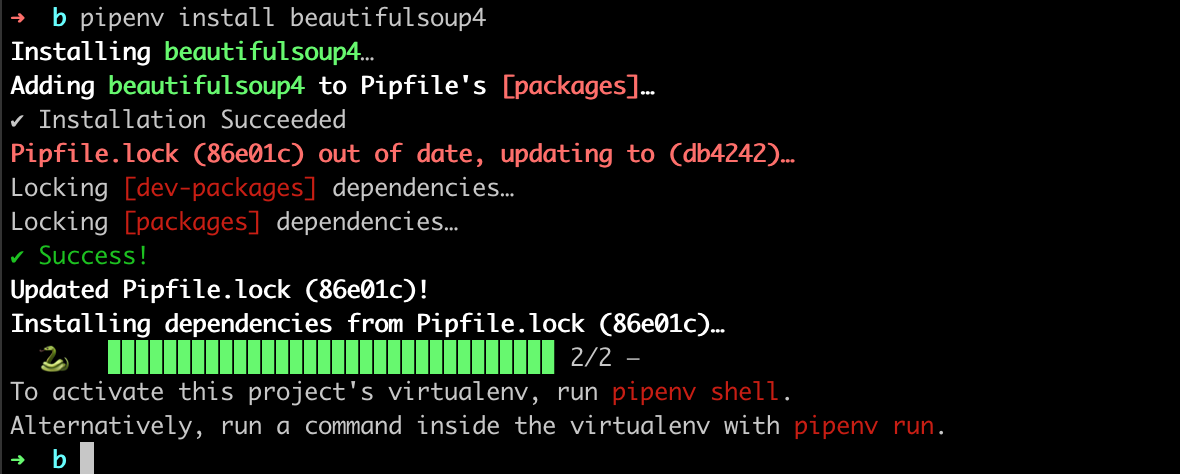 ➜  b pipenv install beautifulsoup4
Installing beautifulsoup4…
Adding beautifulsoup4 to Pipfile's [packages]…
✔ Installation Succeeded
Pipfile.lock (86e01c) out of date, updating to (db4242)…
Locking [dev-packages] dependencies…
Locking [packages] dependencies…
✔ Success!
Updated Pipfile.lock (86e01c)!
Installing dependencies from Pipfile.lock (86e01c)…
🐍 ▉▉▉▉▉▉▉▉▉▉▉▉▉▉▉▉▉▉▉▉▉▉▉▉▉▉▉▉▉▉▉▉ 2/2 —
To activate this project's virtualenv, run pipenv shell.
Alternatively, run a command inside the virtualenv with pipenv run.
➜  b